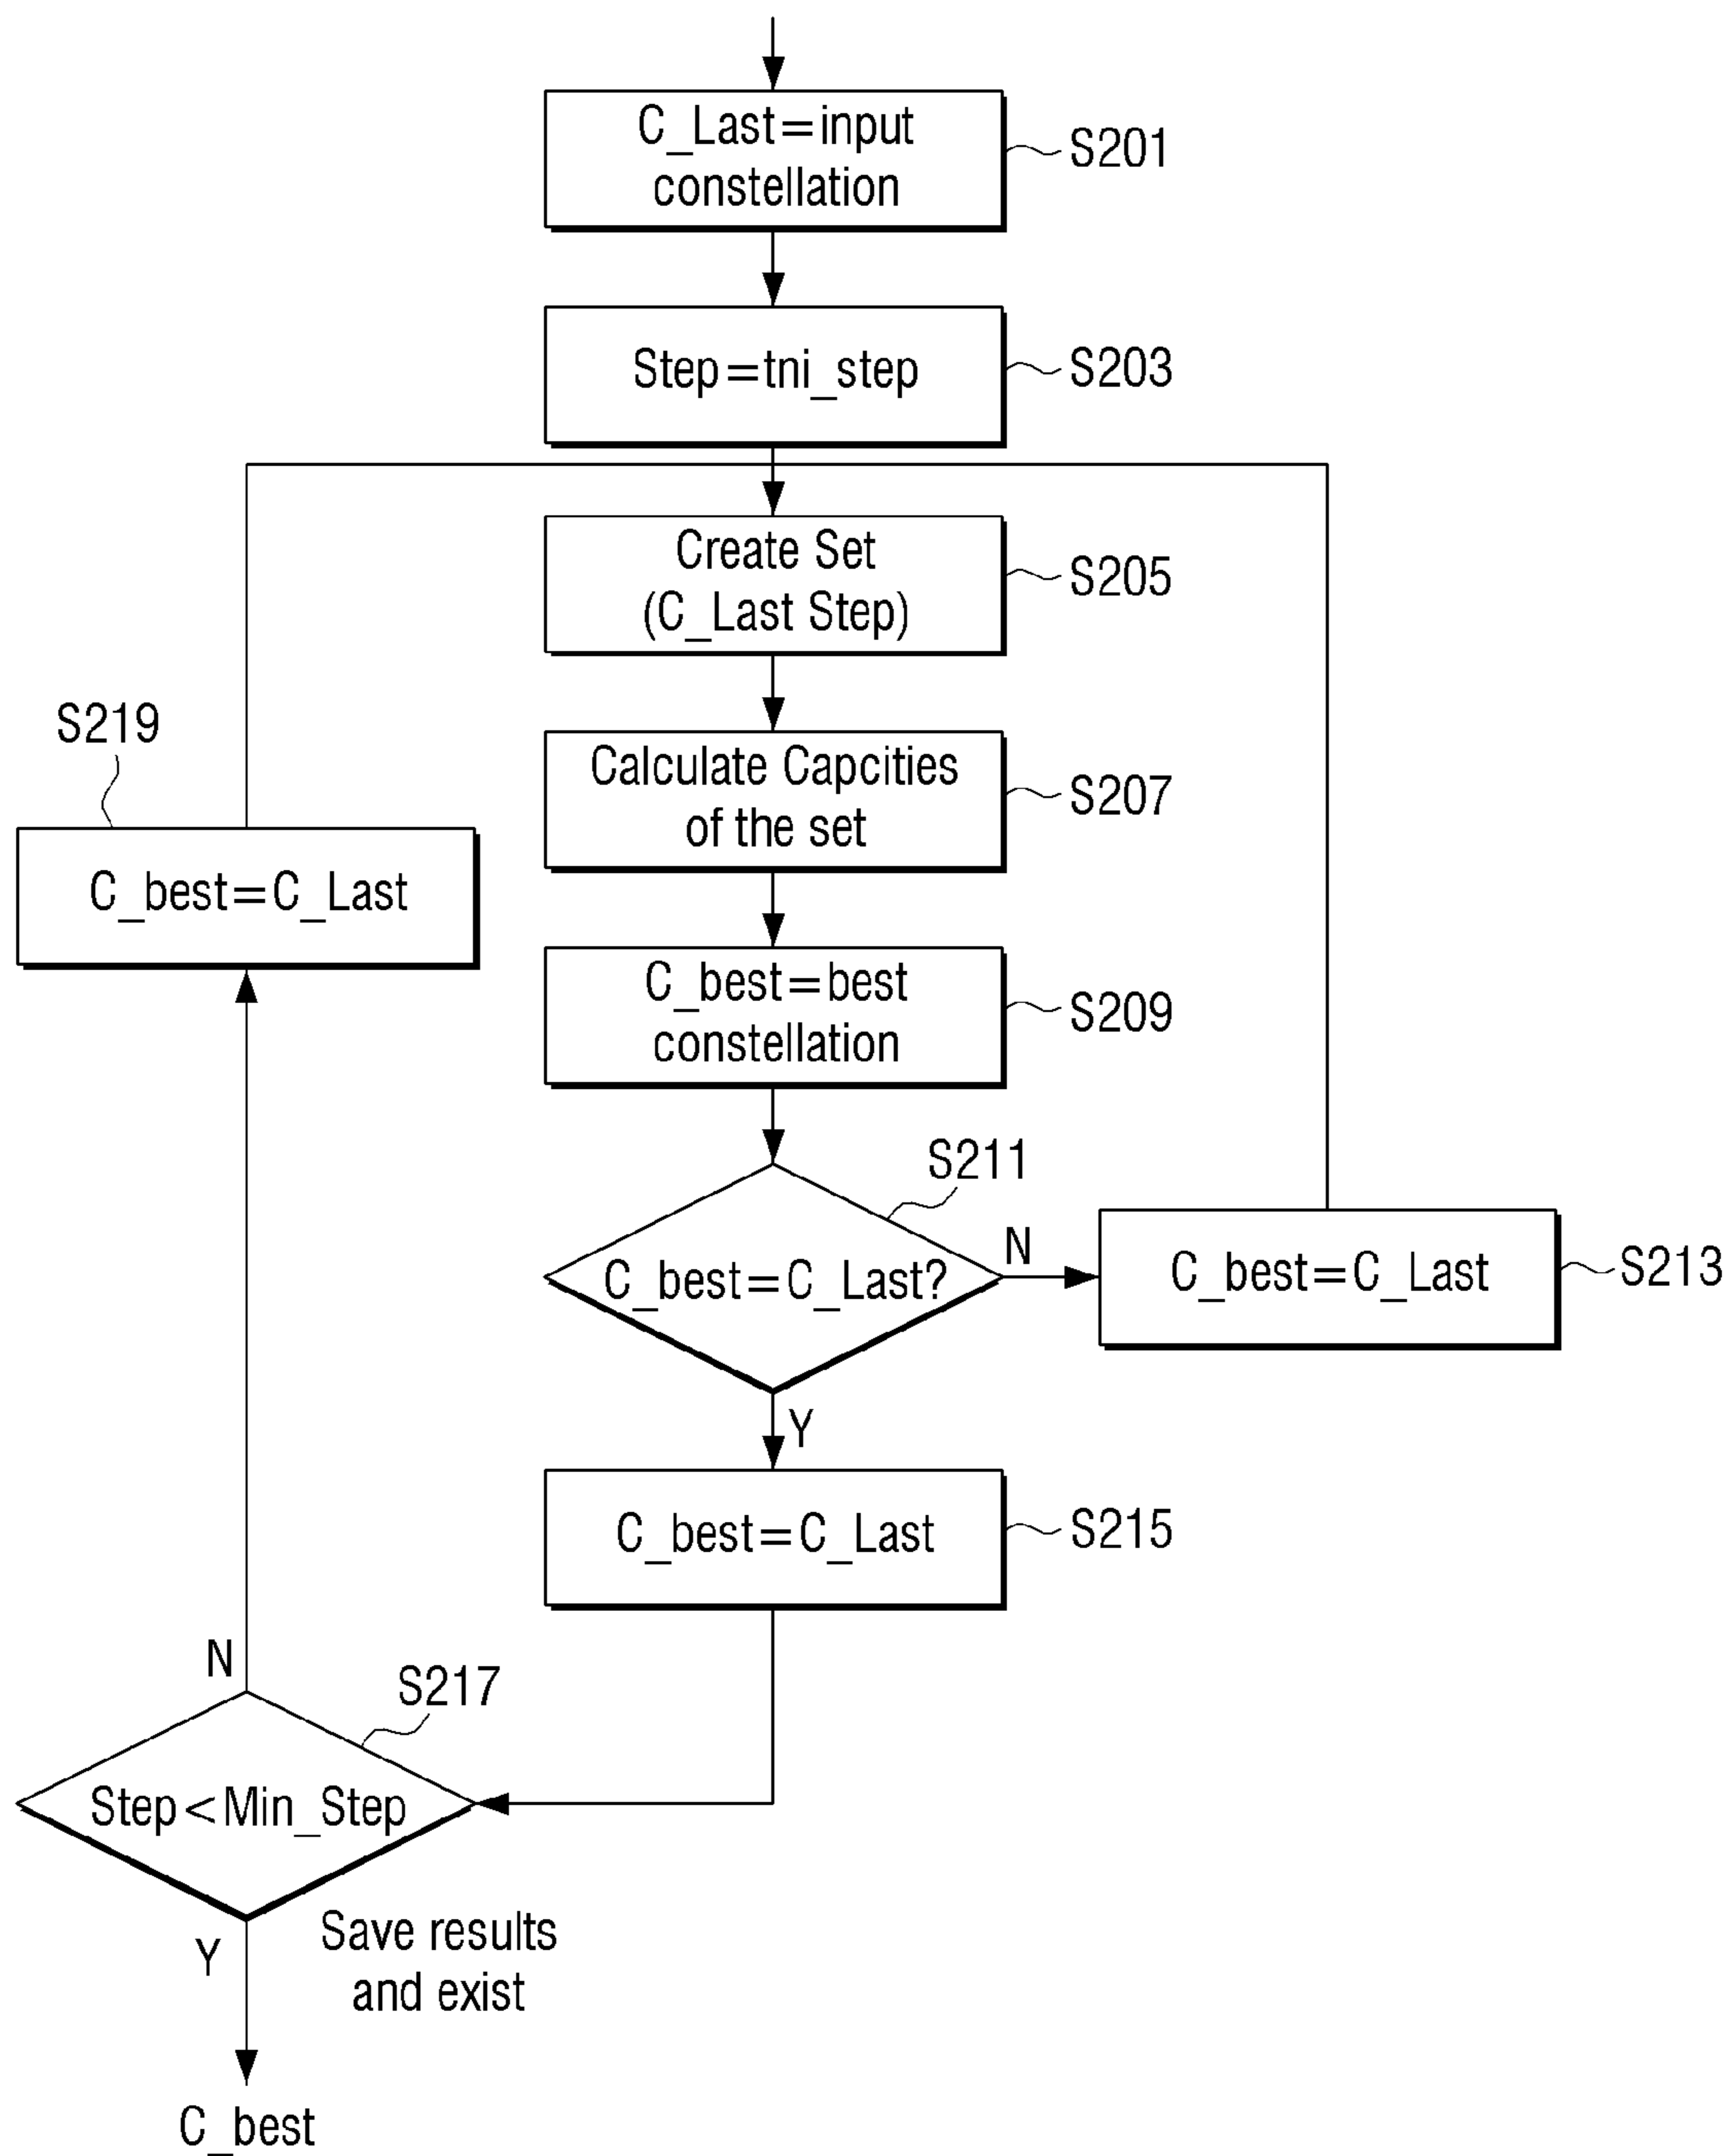 C_Last=input
constellation
S201
Step=tni_step
S203
Create Set
(C_Last Step)
S205
Calculate Capcities
of the set
S207
S219
C_best=C_Last
C_best=best
constellation
S209
S211
C_best=C_Last?
N
C_best=C_Last
S213
Y
C_best=C_Last
S215
N
S217
Step<Min_Step
Y
Save results
and exist
C_best